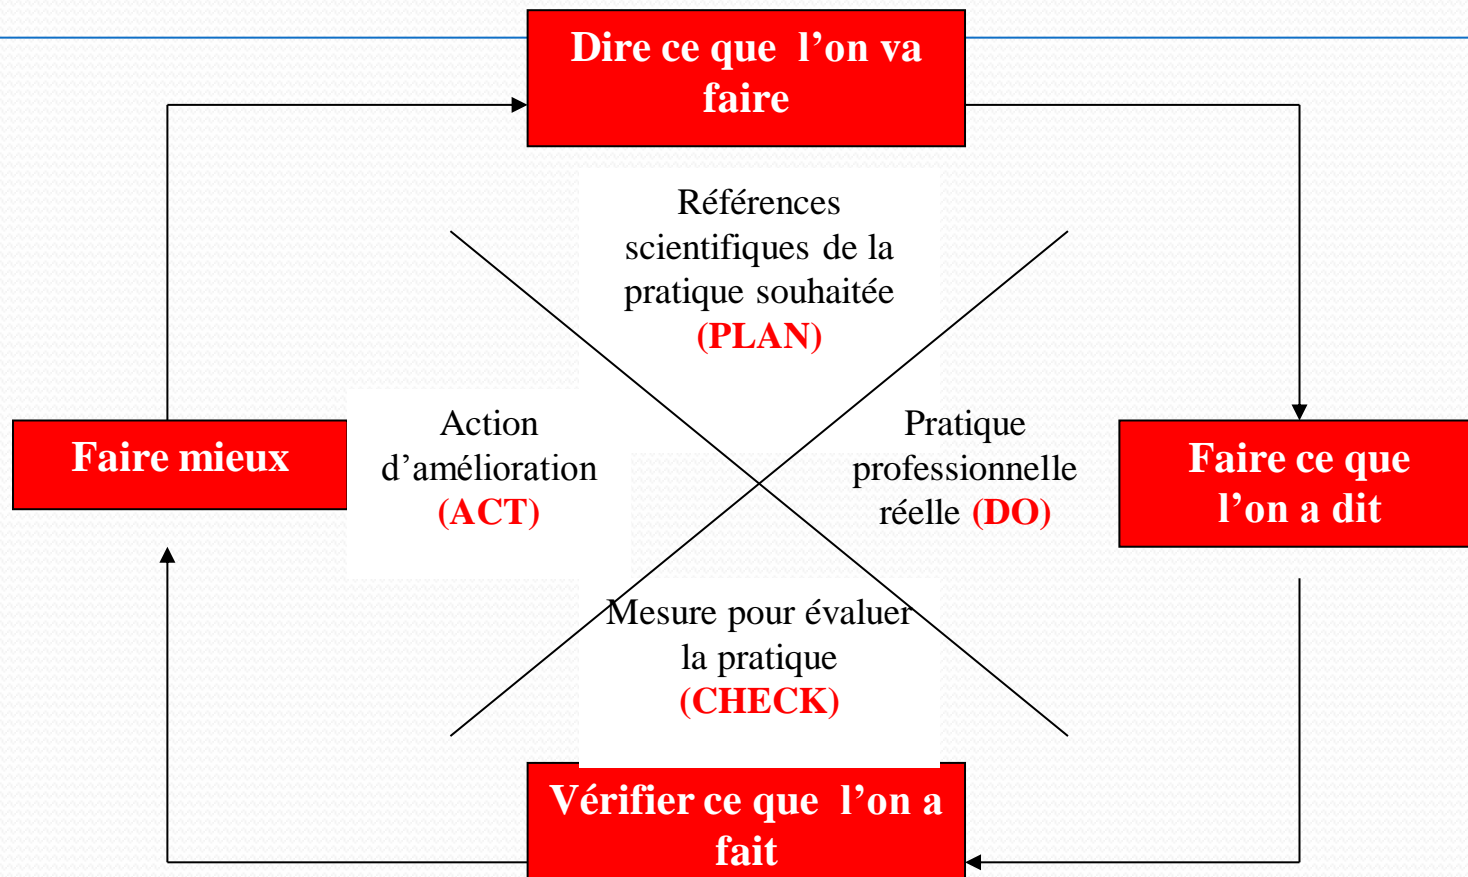 Dire ce que l’on va
faire
Références
scientifiques de la
pratique souhaitée
(PLAN)
Faire mieux
Action
d’amélioration
(ACT)
Pratique
professionnelle
réelle (DO)
Faire ce que
l’on a dit
Mesure pour évaluer
la pratique
(CHECK)
Vérifier ce que l’on a
fait